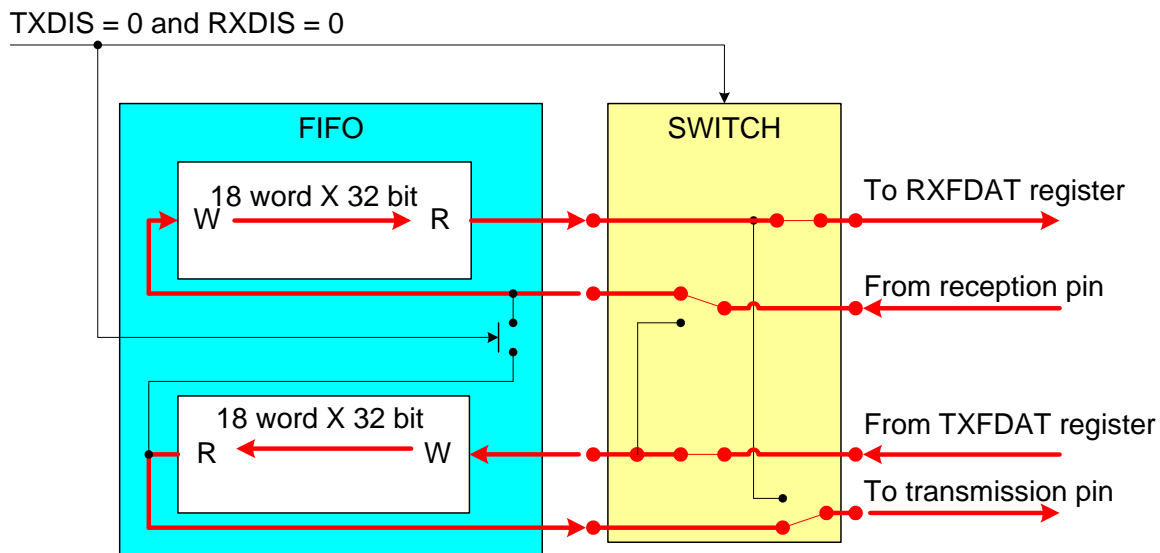 TXDIS = 0 and RXDIS = 0
FIFO
SWITCH
18 word X 32 bit
W
R
To RXFDAT register
From reception pin
18 word X 32 bit
R
W
From TXFDAT register
To transmission pin